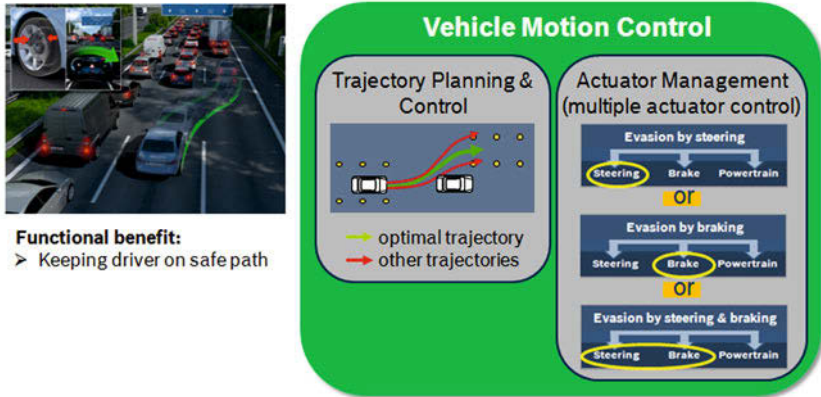 Functional benefit:
➤ Keeping driver on safe path
Vehicle Motion Control
Trajectory Planning &
Control
optimal trajectory
other trajectories
Actuator Management
(multiple actuator control)
Evasion by steering
Steering Brake Powertrain
or
Evasion by braking
Steering Brake Powertrain
or
Evasion by steering & braking
Steering Brake Powertrain